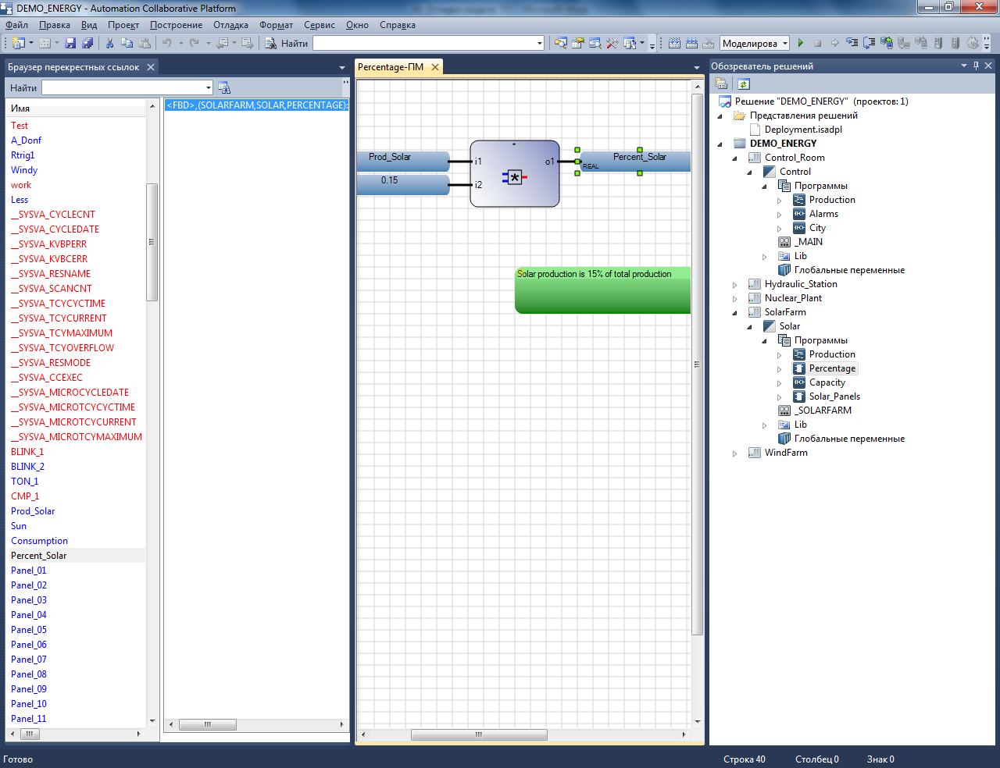 DEMO_ENERGY - Automation Collaborative Platform
Файл Правка Вид Проект Построение Отладка Формат Сервис Окно Справка
Найти
Моделирова
Браузер перекрестных ссылок
Найти
Имя
Test
A_Donf
Rtrig1
Windy
work
Less
__SYSVA_CYCLECNT
__SYSVA_CYCLEDATE
__SYSVA_KVBPERR
__SYSVA_KVBCERR
__SYSVA_RESNAME
__SYSVA_SCANCNT
__SYSVA_TCYCYCTIME
__SYSVA_TCYCURRENT
__SYSVA_TCYMAXIMUM
__SYSVA_TCYOVERFLOW
__SYSVA_RESMODE
__SYSVA_CCEXEC
__SYSVA_MICROCYCLEDATE
__SYSVA_MICROTCYCYCTIME
__SYSVA_MICROTCYCURRENT
__SYSVA_MICROTCYMAXIMUM
BLINK_1
BLINK_2
TON_1
CMP_1
Prod_Solar
Sun
Consumption
Percent_Solar
Panel_01
Panel_02
Panel_03
Panel_04
Panel_05
Panel_06
Panel_07
Panel_08
Panel_09
Panel_10
Panel_11
<FBD>,(SOLARFARM,SOLAR,PERCENTAGE):
Percentage-ПМ
Prod_Solar
0.15
i1
i2
*
o1
REAL
Percent_Solar
Solar production is 15% of total production
Обозреватель решений
Решение "DEMO_ENERGY" (проектов: 1)
Представления решений
Deployment.isadpl
DEMO_ENERGY
Control_Room
Control
Программы
Production
Alarms
City
_MAIN
Lib
Глобальные переменные
Hydraulic_Station
Nuclear_Plant
SolarFarm
Solar
Программы
Production
Percentage
Capacity
Solar_Panels
_SOLARFARM
Lib
Глобальные переменные
WindFarm
Готово
Строка 40 Столбец 0 Знак 0